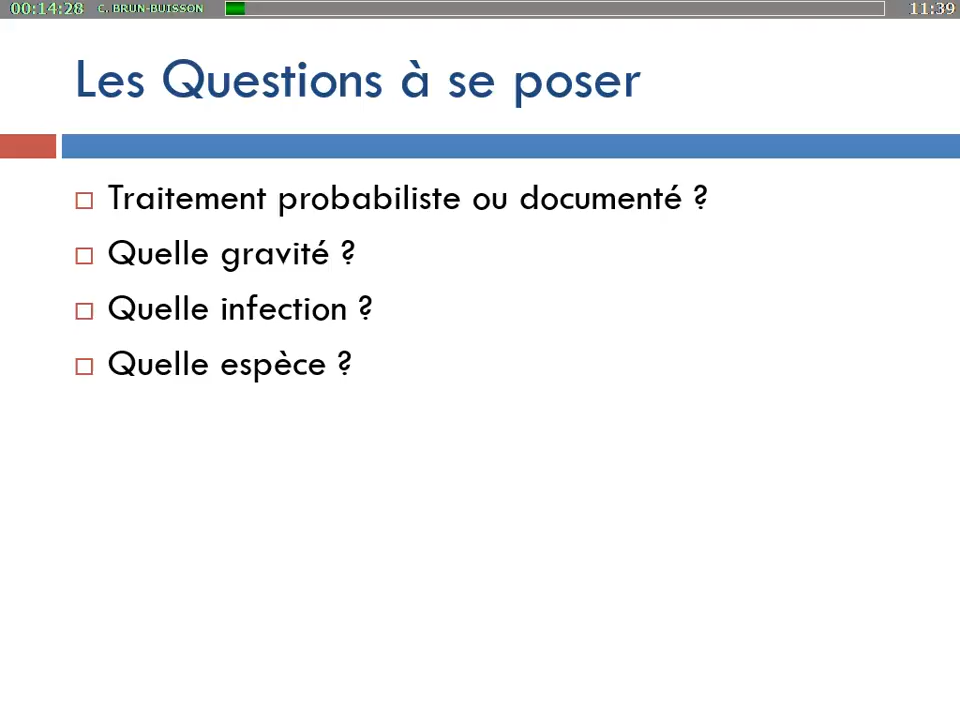 00:14:28 C. BRUN-BUISSON 11:39
Les Questions à se poser
Traitement probabiliste ou documenté ?
Quelle gravité ?
Quelle infection ?
Quelle espèce ?